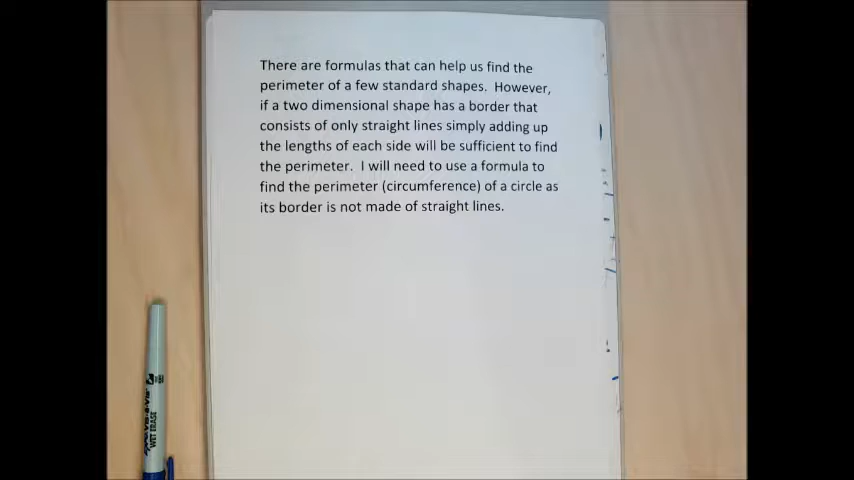 There are formulas that can help us find the
perimeter of a few standard shapes.  However,
if a two dimensional shape has a border that
consists of only straight lines simply adding up
the lengths of each side will be sufficient to find
the perimeter.  I will need to use a formula to
find the perimeter (circumference) of a circle as
its border is not made of straight lines.
WET ERASE